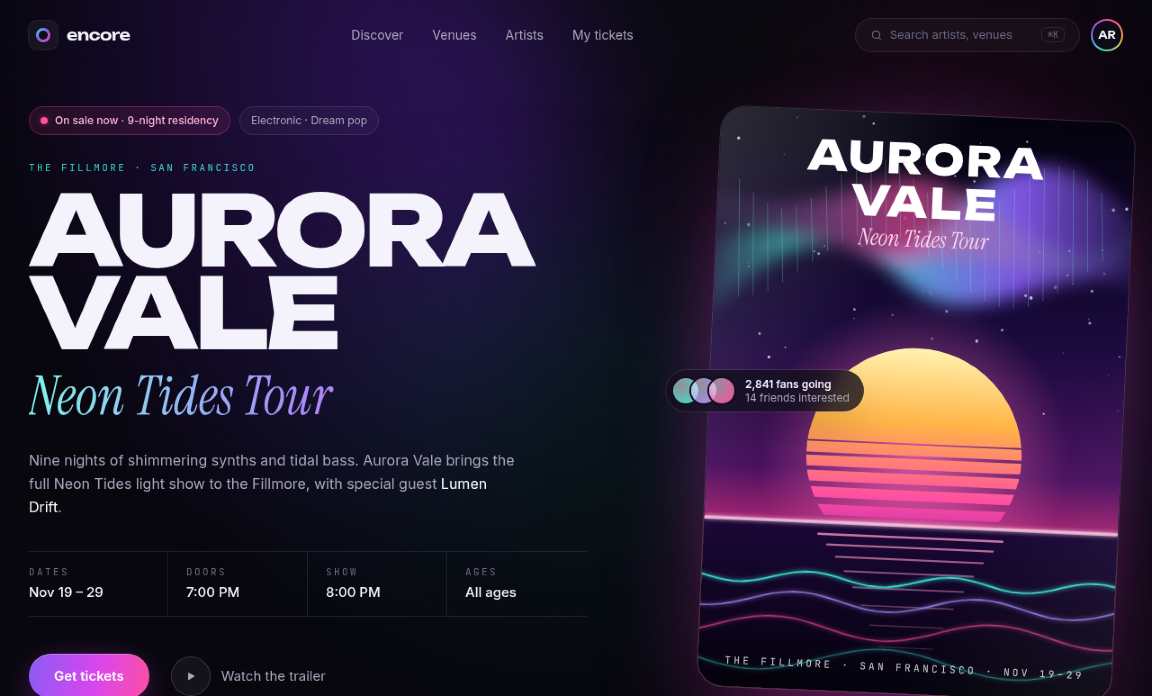 encore
Discover
Venues
Artists
My tickets
Search artists, venues
⌘K
AR
On sale now · 9-night residency
Electronic · Dream pop
THE FILLMORE · SAN FRANCISCO
AURORA
VALE
Neon Tides Tour
Nine nights of shimmering synths and tidal bass. Aurora Vale brings the
full Neon Tides light show to the Fillmore, with special guest Lumen
Drift.
DATES
Nov 19 – 29
DOORS
7:00 PM
SHOW
8:00 PM
AGES
All ages
Get tickets
Watch the trailer
AURORA
VALE
Neon Tides Tour
2,841 fans going
14 friends interested
THE FILLMORE · SAN FRANCISCO · NOV 19–29